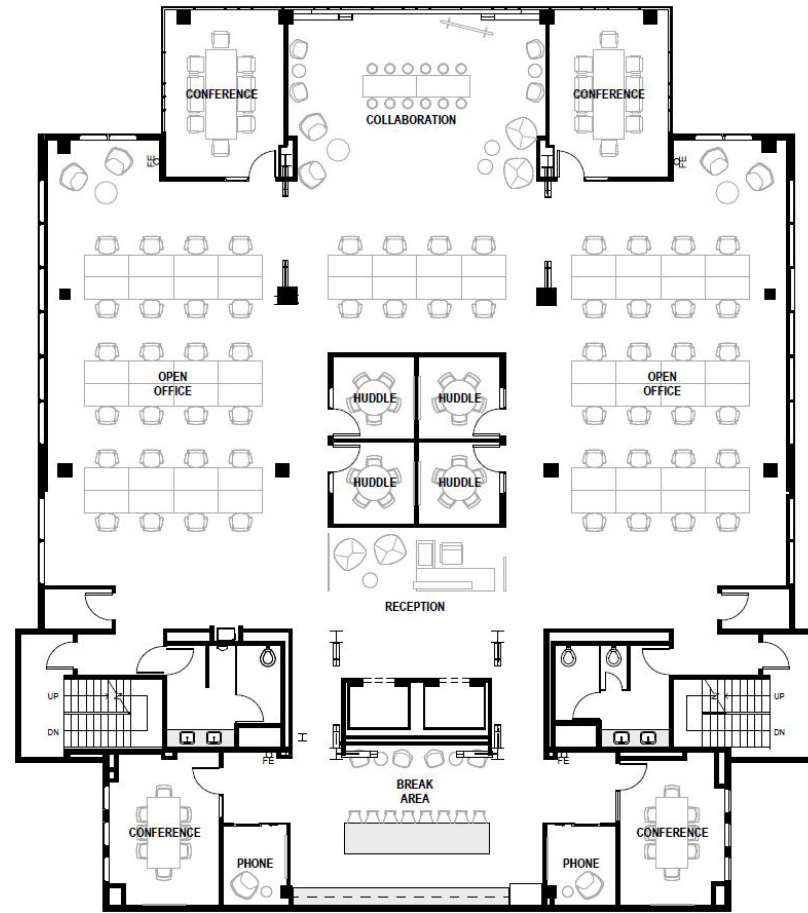 CONFERENCE
CONFERENCE
COLLABORATION
FE
FE
OPEN
OFFICE
OPEN
OFFICE
HUDDLE
HUDDLE
HUDDLE
HUDDLE
RECEPTION
UP
UP
DN
DN
FE
FE
BREAK
AREA
CONFERENCE
CONFERENCE
PHONE
PHONE